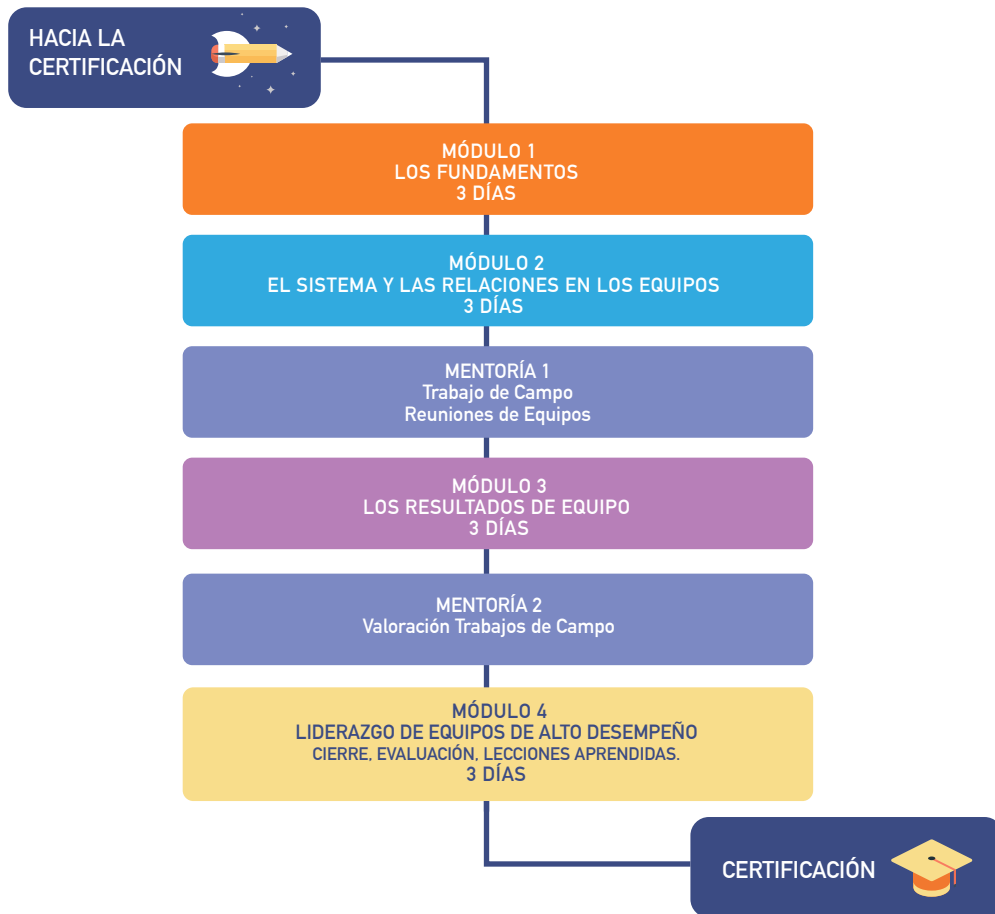 HACIA LA
CERTIFICACIÓN
MÓDULO 1
LOS FUNDAMENTOS
3 DÍAS
MÓDULO 2
EL SISTEMA Y LAS RELACIONES EN LOS EQUIPOS
3 DÍAS
MENTORÍA 1
Trabajo de Campo
Reuniones de Equipos
MÓDULO 3
LOS RESULTADOS DE EQUIPO
3 DÍAS
MENTORÍA 2
Valoración Trabajos de Campo
MÓDULO 4
LIDERAZGO DE EQUIPOS DE ALTO DESEMPEÑO
CIERRE, EVALUACIÓN, LECCIONES APRENDIDAS.
3 DÍAS
CERTIFICACIÓN